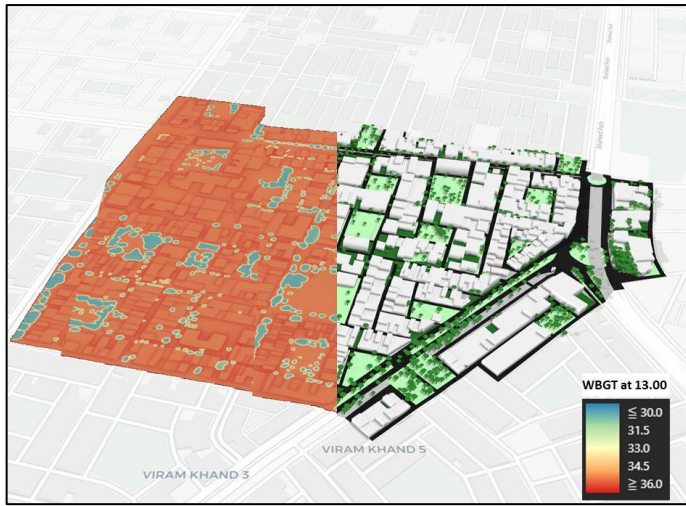 WBGT at 13.00
≦ 30.0
31.5
33.0
34.5
≧ 36.0
VIRAM KHAND 5
VIRAM KHAND 3